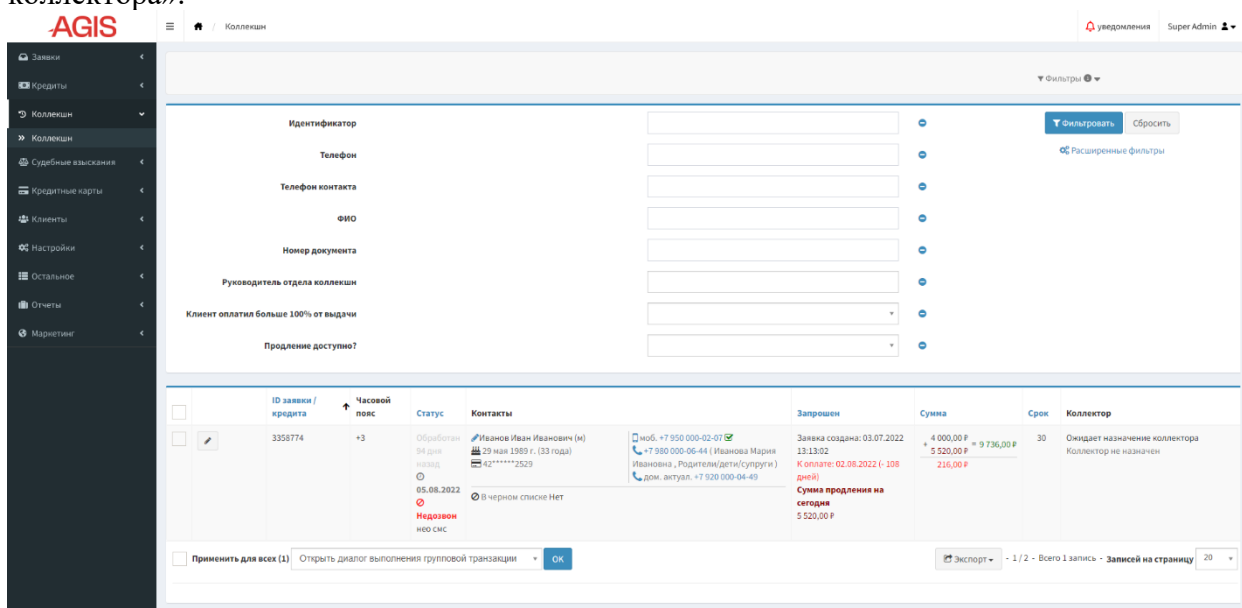 коллектора».
AGIS
Коллекшн
уведомления
Super Admin
Заявки
Кредиты
Коллекшн
Коллекшн
Судебные взыскания
Кредитные карты
Клиенты
Настройки
Остальное
Отчеты
Маркетинг
Фильтры
Идентификатор
Фильтровать
Сбросить
Телефон
Расширенные фильтры
Телефон контакта
ФИО
Номер документа
Руководитель отдела коллекшн
Клиент оплатил больше 100% от выдачи
Продление доступно?
ID заявки /
кредита
Часовой
пояс
Статус
Контакты
Запрошен
Сумма
Срок
Коллектор
3358774
+3
Обработан
94 дня
назад
05.08.2022
Недозвон
нео смс
Иванов Иван Иванович (м)
29 мая 1989 г. (33 года)
42******2529
В черном списке Нет
моб. +7 950 000-02-07
+7 980 000-06-44 ( Иванова Мария
Ивановна , Родители/дети/супруги )
дом. актуал. +7 920 000-04-49
Заявка создана: 03.07.2022
13:13:02
К оплате: 02.08.2022 (- 108
дней)
Сумма продления на
сегодня
5 520,00 ₽
+ 4 000,00 ₽
5 520,00 ₽ = 9 736,00 ₽
216,00 ₽
30
Ожидает назначение коллектора
Коллектор не назначен
Применить для всех (1)
Открыть диалог выполнения групповой транзакции
OK
Экспорт
- 1 / 2 - Всего 1 запись - Записей на страницу 20